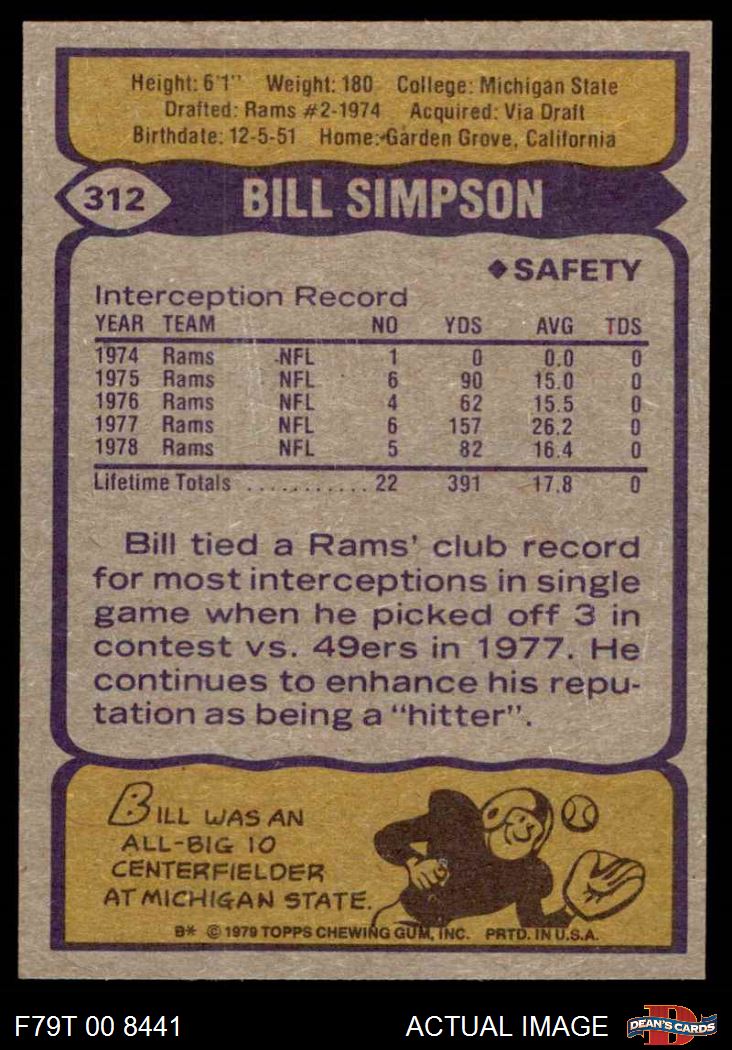 Height: 6'1" Weight: 180 College: Michigan State
Drafted: Rams #2-1974 Acquired: Via Draft
Birthdate: 12-5-51 Home: Garden Grove, California
312 BILL SIMPSON
◆ SAFETY
Interception Record
YEAR TEAM NO YDS AVG TDS
1974 Rams NFL 1 0 0.0 0
1975 Rams NFL 6 90 15.0 0
1976 Rams NFL 4 62 15.5 0
1977 Rams NFL 6 157 26.2 0
1978 Rams NFL 5 82 16.4 0
Lifetime Totals ........... 22 391 17.8 0
Bill tied a Rams' club record
for most interceptions in single
game when he picked off 3 in
contest vs. 49ers in 1977. He
continues to enhance his repu-
tation as being a "hitter".
BILL WAS AN
ALL-BIG 10
CENTERFIELDER
AT MICHIGAN STATE.
B* © 1979 TOPPS CHEWING GUM, INC. PRTD. IN U.S.A.
F79T 00 8441 ACTUAL IMAGE D DEAN'S CARDS